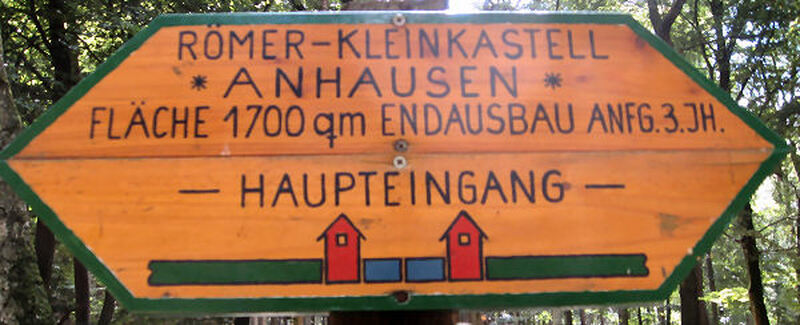 RÖMER-KLEINKASTELL
* ANHAUSEN *
FLÄCHE 1700 qm ENDAUSBAU ANFG. 3. JH.
— HAUPTEINGANG —